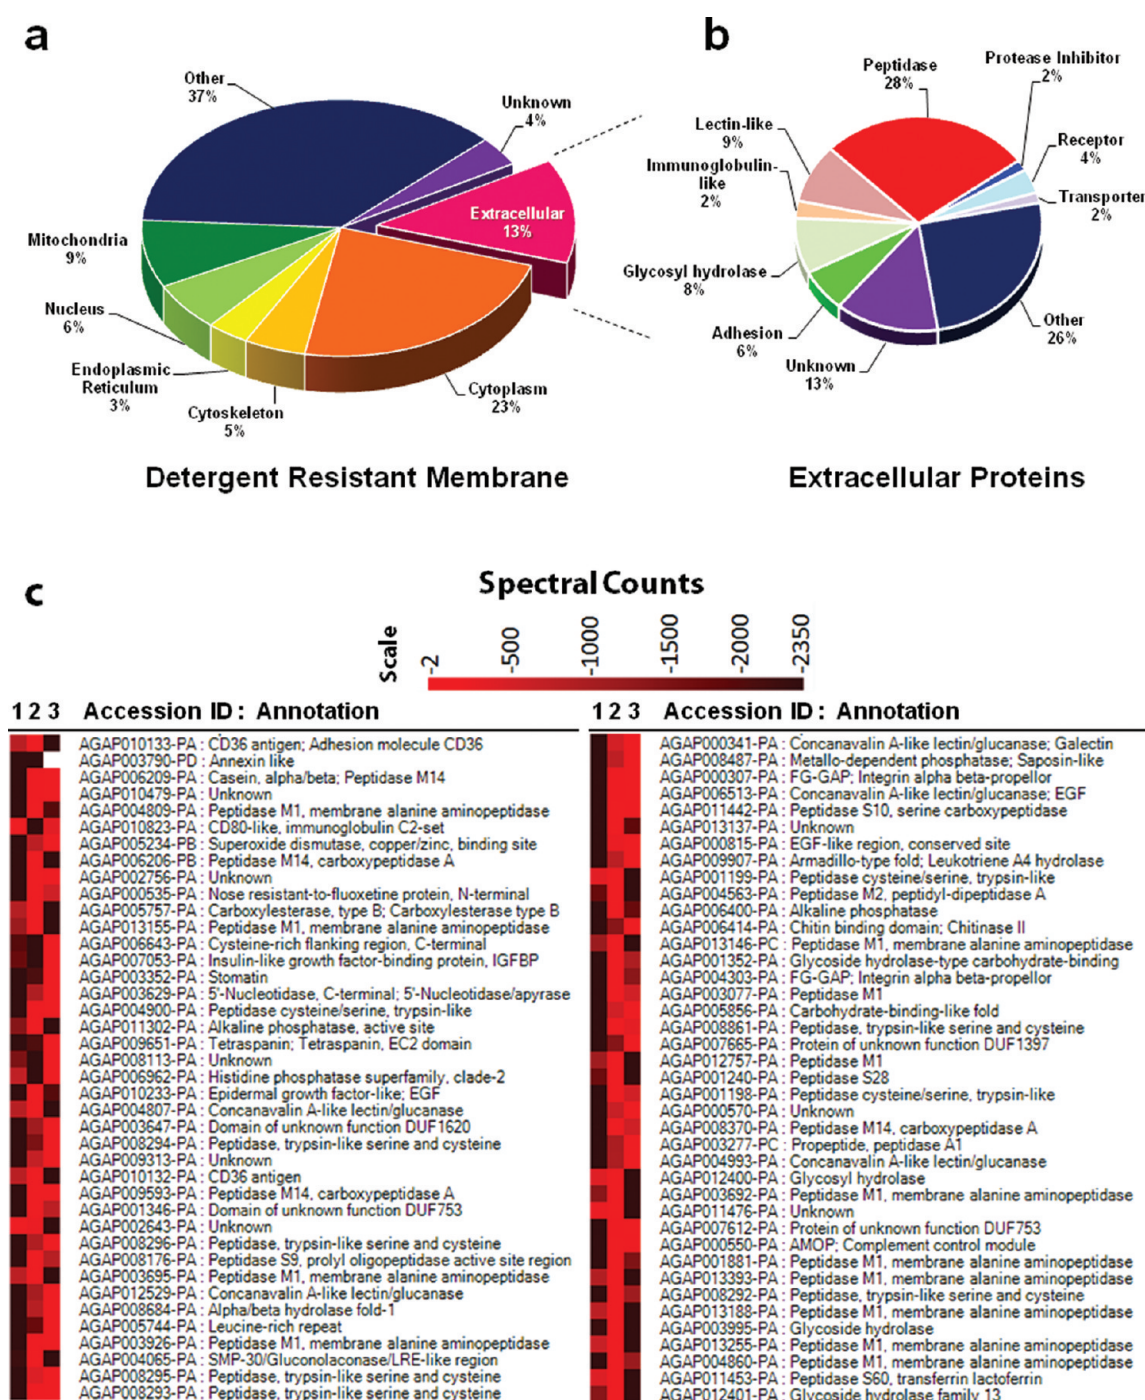 a
Other
37%
Unknown
4%
Extracellular
13%
Mitochondria
9%
Nucleus
6%
Endoplasmic
Reticulum
3%
Cytoskeleton
5%
Cytoplasm
23%
Detergent Resistant Membrane
b
Peptidase
28%
Protease Inhibitor
2%
Lectin-like
9%
Receptor
4%
Immunoglobulin-
like
2%
Transporter
2%
Glycosyl hydrolase
8%
Adhesion
6%
Unknown
13%
Other
26%
Extracellular Proteins
c
Spectral Counts
Scale
-2
-500
-1000
-1500
-2000
-2350
1 2 3 Accession ID : Annotation
AGAP010133-PA : CD36 antigen; Adhesion molecule CD36
AGAP003790-PD : Annexin like
AGAP006209-PA : Casein, alpha/beta; Peptidase M14
AGAP010479-PA : Unknown
AGAP004809-PA : Peptidase M1, membrane alanine aminopeptidase
AGAP010823-PA : CD80-like, immunoglobulin C2-set
AGAP005234-PB : Superoxide dismutase, copper/zinc, binding site
AGAP006206-PB : Peptidase M14, carboxypeptidase A
AGAP002756-PA : Unknown
AGAP000535-PA : Nose resistant-to-fluoxetine protein, N-terminal
AGAP005757-PA : Carboxylesterase, type B; Carboxylesterase type B
AGAP013155-PA : Peptidase M1, membrane alanine aminopeptidase
AGAP006643-PA : Cysteine-rich flanking region, C-terminal
AGAP007053-PA : Insulin-like growth factor-binding protein, IGFBP
AGAP003352-PA : Stomatin
AGAP003629-PA : 5'-Nucleotidase, C-terminal; 5'-Nucleotidase/apyrase
AGAP004900-PA : Peptidase cysteine/serine, trypsin-like
AGAP011302-PA : Alkaline phosphatase, active site
AGAP009651-PA : Tetraspanin; Tetraspanin, EC2 domain
AGAP008113-PA : Unknown
AGAP006962-PA : Histidine phosphatase superfamily, clade-2
AGAP010233-PA : Epidermal growth factor-like; EGF
AGAP004807-PA : Concanavalin A-like lectin/glucanase
AGAP003647-PA : Domain of unknown function DUF1620
AGAP008294-PA : Peptidase, trypsin-like serine and cysteine
AGAP009313-PA : Unknown
AGAP010132-PA : CD36 antigen
AGAP009593-PA : Peptidase M14, carboxypeptidase A
AGAP001346-PA : Domain of unknown function DUF753
AGAP002643-PA : Unknown
AGAP008296-PA : Peptidase, trypsin-like serine and cysteine
AGAP008176-PA : Peptidase S9, prolyl oligopeptidase active site region
AGAP003695-PA : Peptidase M1, membrane alanine aminopeptidase
AGAP012529-PA : Concanavalin A-like lectin/glucanase
AGAP008684-PA : Alpha/beta hydrolase fold-1
AGAP005744-PA : Leucine-rich repeat
AGAP003926-PA : Peptidase M1, membrane alanine aminopeptidase
AGAP004065-PA : SMP-30/Gluconolaconase/LRE-like region
AGAP008295-PA : Peptidase, trypsin-like serine and cysteine
AGAP008293-PA : Peptidase, trypsin-like serine and cysteine
1 2 3 Accession ID : Annotation
AGAP000341-PA : Concanavalin A-like lectin/glucanase; Galectin
AGAP008487-PA : Metallo-dependent phosphatase; Saposin-like
AGAP000307-PA : FG-GAP; Integrin alpha beta-propellor
AGAP006513-PA : Concanavalin A-like lectin/glucanase; EGF
AGAP011442-PA : Peptidase S10, serine carboxypeptidase
AGAP013137-PA : Unknown
AGAP000815-PA : EGF-like region, conserved site
AGAP009907-PA : Armadillo-type fold; Leukotriene A4 hydrolase
AGAP001199-PA : Peptidase cysteine/serine, trypsin-like
AGAP004563-PA : Peptidase M2, peptidyl-dipeptidase A
AGAP006400-PA : Alkaline phosphatase
AGAP006414-PA : Chitin binding domain; Chitinase II
AGAP013146-PC : Peptidase M1, membrane alanine aminopeptidase
AGAP001352-PA : Glycoside hydrolase-type carbohydrate-binding
AGAP004303-PA : FG-GAP; Integrin alpha beta-propellor
AGAP003077-PA : Peptidase M1
AGAP005856-PA : Carbohydrate-binding-like fold
AGAP008861-PA : Peptidase, trypsin-like serine and cysteine
AGAP007665-PA : Protein of unknown function DUF1397
AGAP012757-PA : Peptidase M1
AGAP001240-PA : Peptidase S28
AGAP001198-PA : Peptidase cysteine/serine, trypsin-like
AGAP000570-PA : Unknown
AGAP008370-PA : Peptidase M14, carboxypeptidase A
AGAP003277-PC : Propeptide, peptidase A1
AGAP004993-PA : Concanavalin A-like lectin/glucanase
AGAP012400-PA : Glycosyl hydrolase
AGAP003692-PA : Peptidase M1, membrane alanine aminopeptidase
AGAP011476-PA : Unknown
AGAP007612-PA : Protein of unknown function DUF753
AGAP000550-PA : AMOP; Complement control module
AGAP001881-PA : Peptidase M1, membrane alanine aminopeptidase
AGAP013393-PA : Peptidase M1, membrane alanine aminopeptidase
AGAP008292-PA : Peptidase, trypsin-like serine and cysteine
AGAP013188-PA : Peptidase M1, membrane alanine aminopeptidase
AGAP003995-PA : Glycoside hydrolase
AGAP013255-PA : Peptidase M1, membrane alanine aminopeptidase
AGAP004860-PA : Peptidase M1, membrane alanine aminopeptidase
AGAP011453-PA : Peptidase S60, transferrin lactoferrin
AGAP012401-PA : Glycoside hydrolase family 13